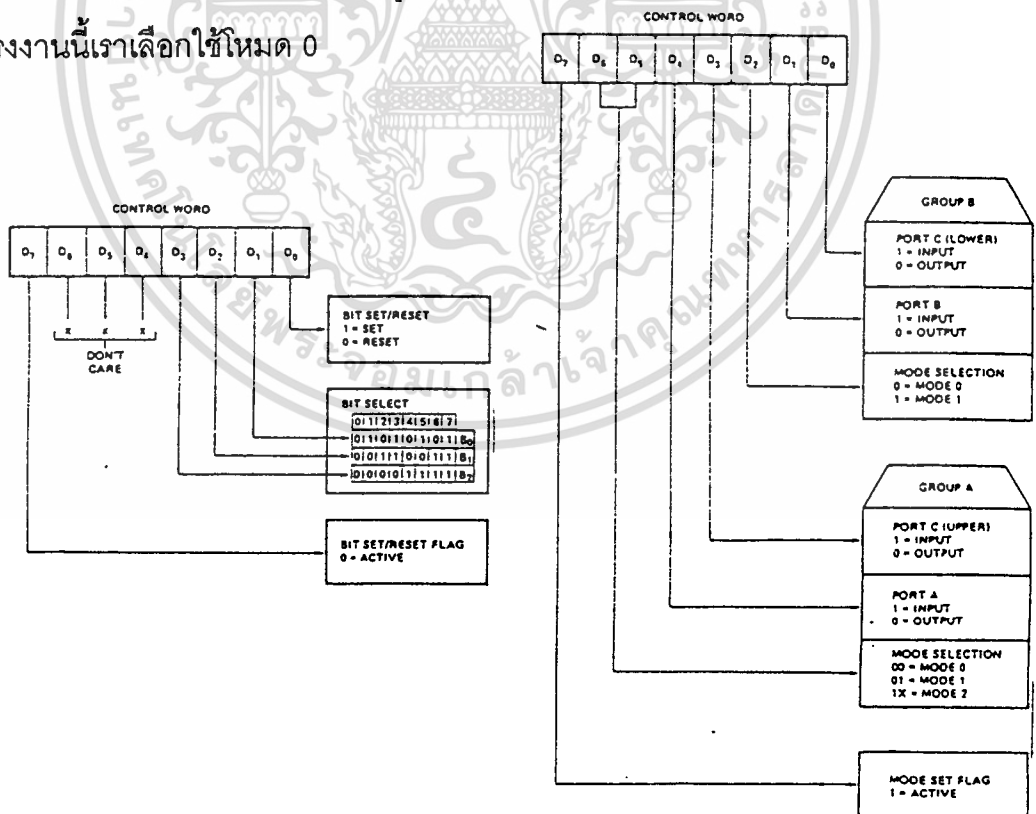 รงงานนี้เราเลือกใช้โหมด 0
CONTROL WORD
D7 D6 D5 D4 D3 D2 D1 D0
x x x
DON'T
CARE
BIT SET/RESET
1 = SET
0 = RESET
BIT SELECT
|0|1|2|3|4|5|6|7|
|0|1|0|1|0|1|0|1|B0
|0|0|1|1|0|0|1|1|B1
|0|0|0|0|1|1|1|1|B2
BIT SET/RESET FLAG
0 = ACTIVE
CONTROL WORD
D7 D6 D5 D4 D3 D2 D1 D0
GROUP B
PORT C (LOWER)
1 = INPUT
0 = OUTPUT
PORT B
1 = INPUT
0 = OUTPUT
MODE SELECTION
0 = MODE 0
1 = MODE 1
GROUP A
PORT C (UPPER)
1 = INPUT
0 = OUTPUT
PORT A
1 = INPUT
0 = OUTPUT
MODE SELECTION
00 = MODE 0
01 = MODE 1
1X = MODE 2
MODE SET FLAG
1 = ACTIVE